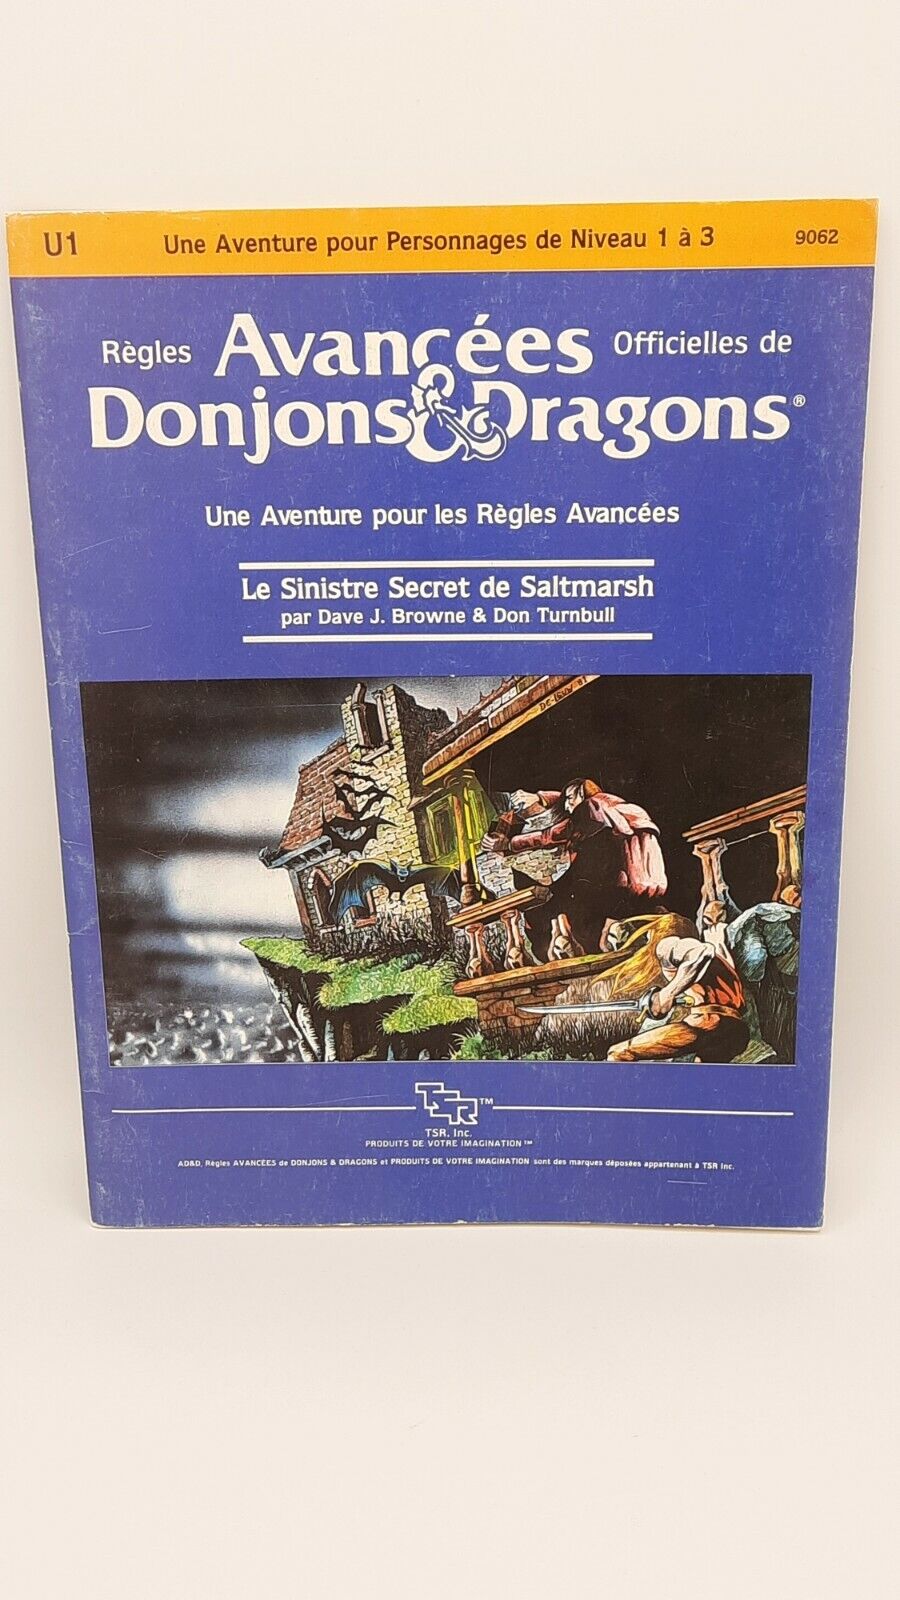 U1 Une Aventure pour Personnages de Niveau 1 à 3 9062
Règles Avancées Officielles de
Donjons & Dragons®
Une Aventure pour les Règles Avancées
Le Sinistre Secret de Saltmarsh
par Dave J. Browne & Don Turnbull
TSR™
TSR, Inc.
PRODUITS DE VOTRE IMAGINATION™
AD&D, Règles AVANCÉES de DONJONS & DRAGONS et PRODUITS DE VOTRE IMAGINATION sont des marques déposées appartenant à TSR Inc.